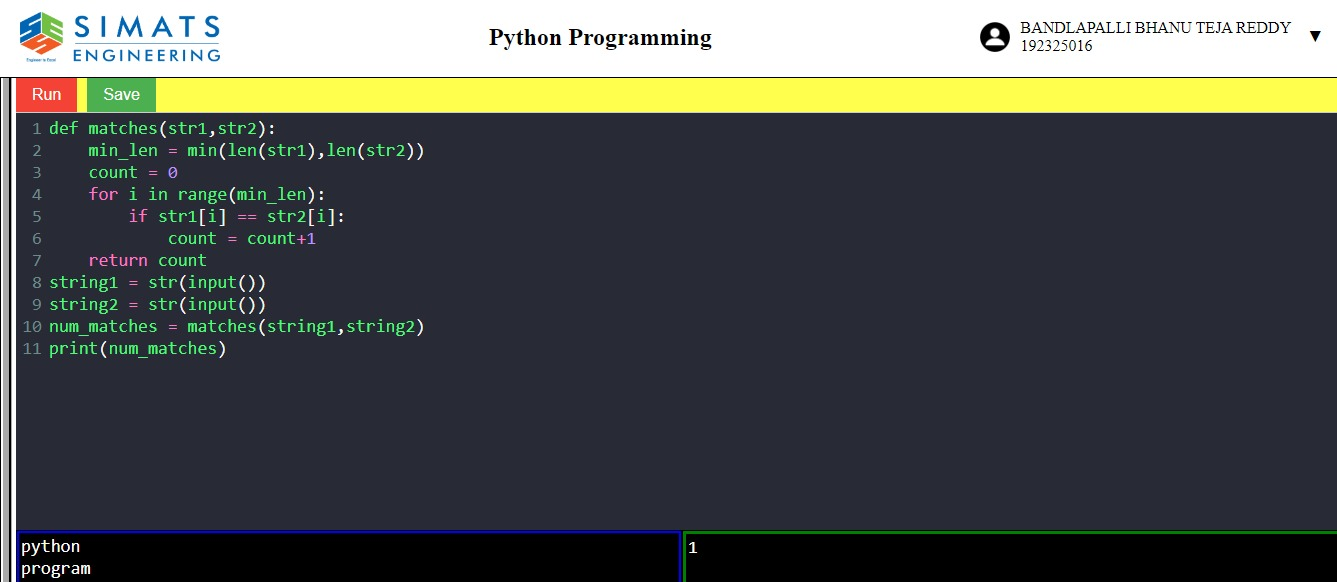 SIMATS
ENGINEERING
Engineer to Excel
Python Programming
BANDLAPALLI BHANU TEJA REDDY
192325016
Run Save
1 def matches(str1,str2):
2     min_len = min(len(str1),len(str2))
3     count = 0
4     for i in range(min_len):
5         if str1[i] == str2[i]:
6             count = count+1
7     return count
8 string1 = str(input())
9 string2 = str(input())
10 num_matches = matches(string1,string2)
11 print(num_matches)
python
program
1